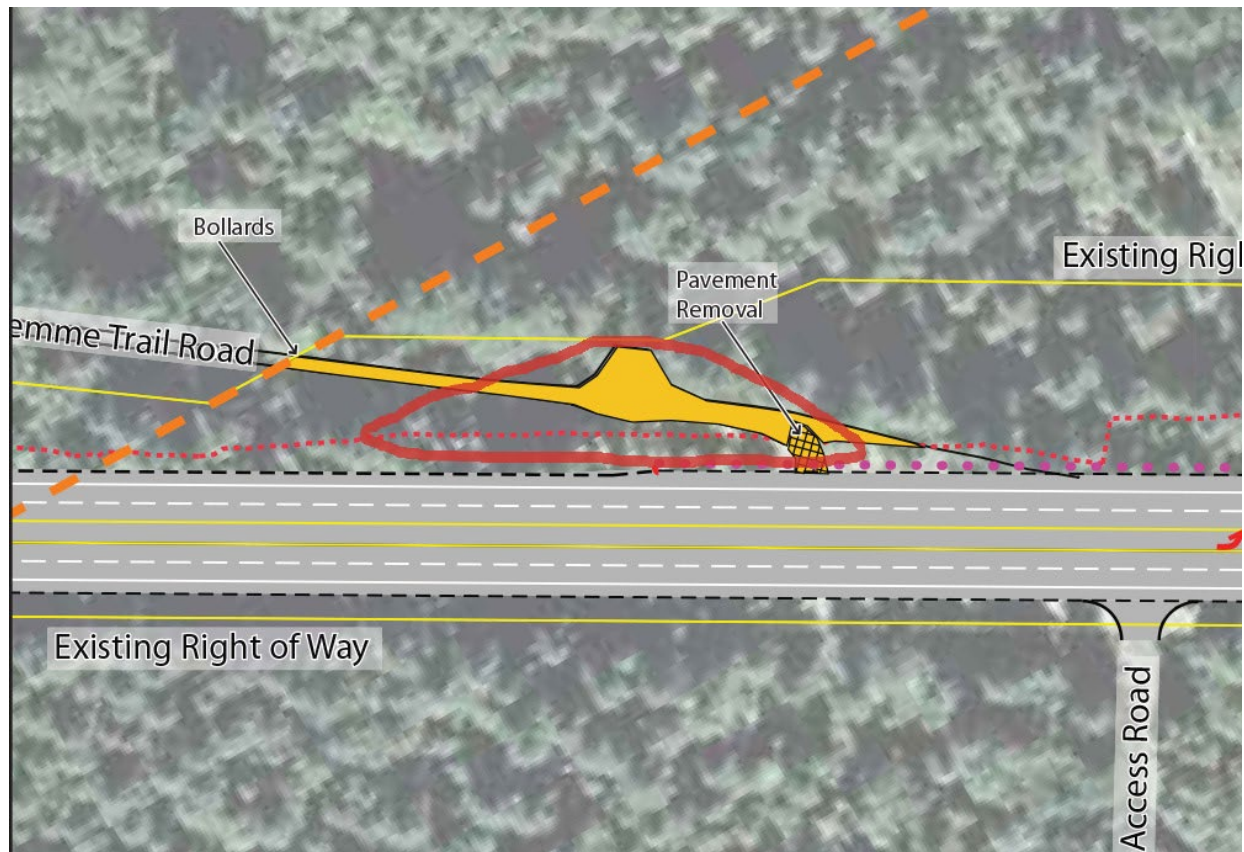 Bollards
Existing Righ
Pavement
Removal
emme Trail Road
Existing Right of Way
Access Road